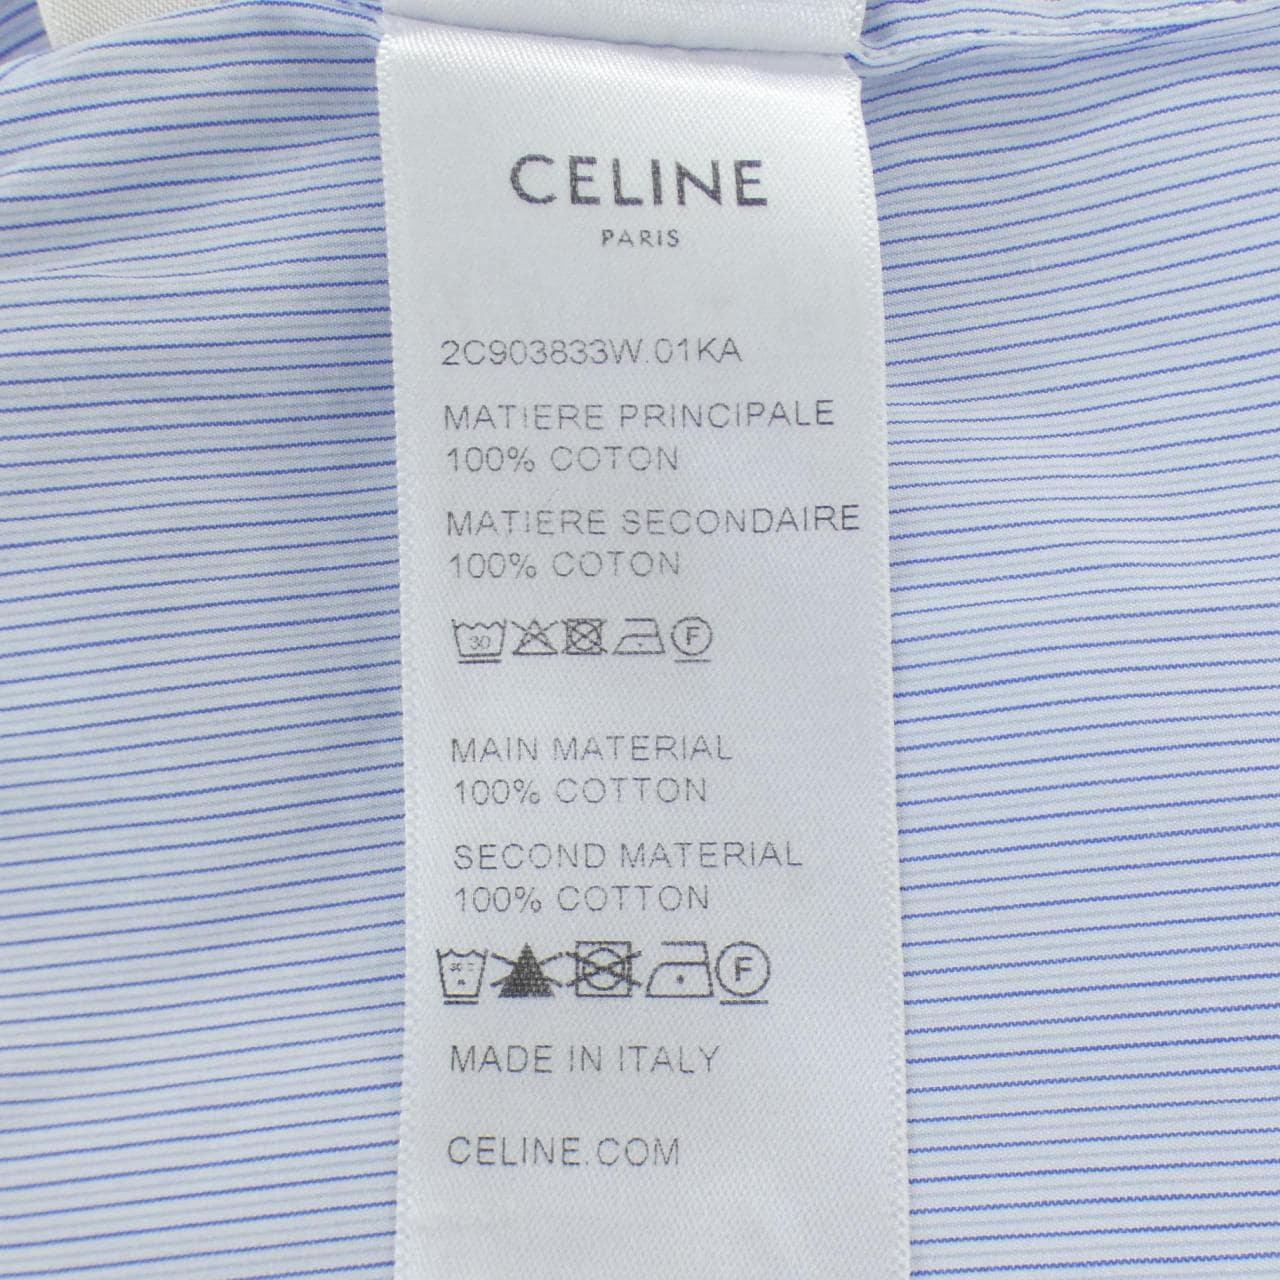 CELINE
PARIS
2C903833W.01KA
MATIERE PRINCIPALE
100% COTON
MATIERE SECONDAIRE
100% COTON
30 F
MAIN MATERIAL
100% COTTON
SECOND MATERIAL
100% COTTON
F
MADE IN ITALY
CELINE.COM